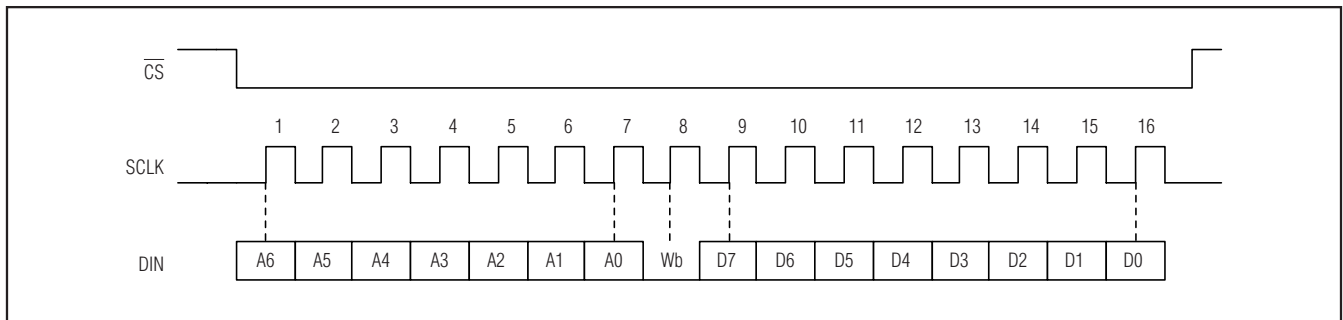 CS
1 2 3 4 5 6 7 8 9 10 11 12 13 14 15 16
SCLK
DIN A6 A5 A4 A3 A2 A1 A0 Wb D7 D6 D5 D4 D3 D2 D1 D0